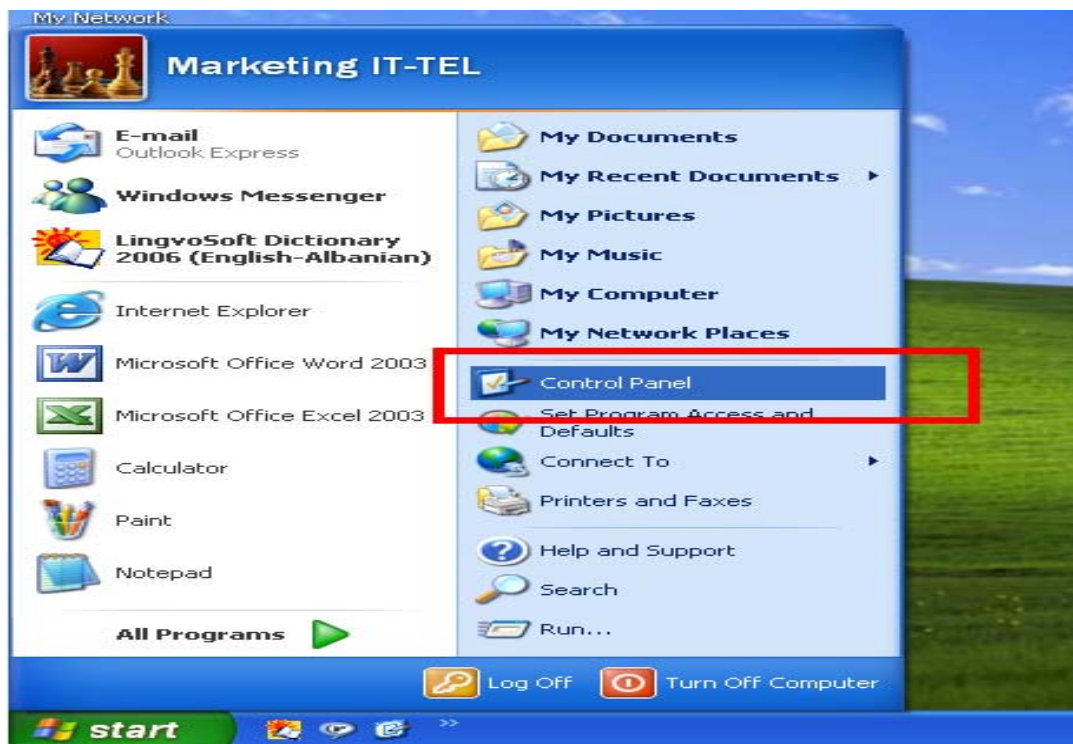 My Network
Marketing IT-TEL
E-mail
Outlook Express
Windows Messenger
LingvoSoft Dictionary
2006 (English-Albanian)
Internet Explorer
Microsoft Office Word 2003
Microsoft Office Excel 2003
Calculator
Paint
Notepad
All Programs
My Documents
My Recent Documents
My Pictures
My Music
My Computer
My Network Places
Control Panel
Set Program Access and
Defaults
Connect To
Printers and Faxes
Help and Support
Search
Run...
Log Off
Turn Off Computer
start